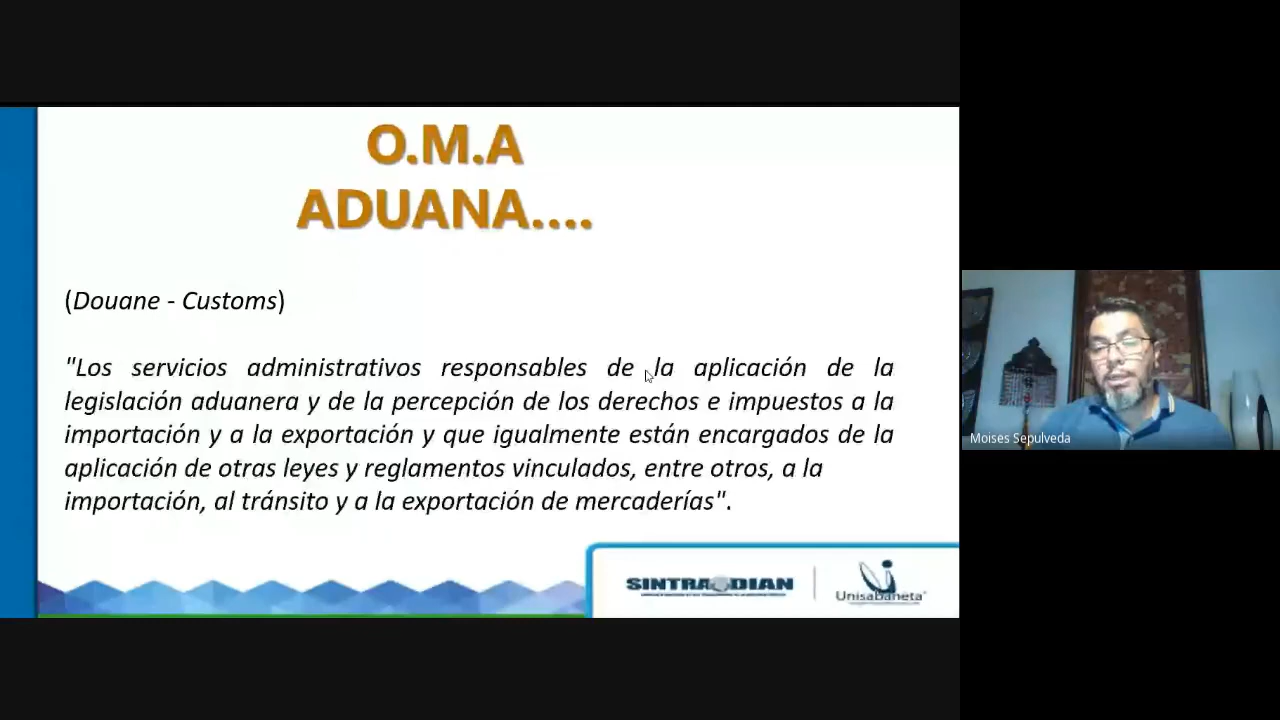 O.M.A
ADUANA....
(Douane - Customs)
"Los servicios administrativos responsables de la aplicación de la
legislación aduanera y de la percepción de los derechos e impuestos a la
importación y a la exportación y que igualmente están encargados de la
aplicación de otras leyes y reglamentos vinculados, entre otros, a la
importación, al tránsito y a la exportación de mercaderías".
SINTRADIAN
Unisabaneta
Moises Sepulveda